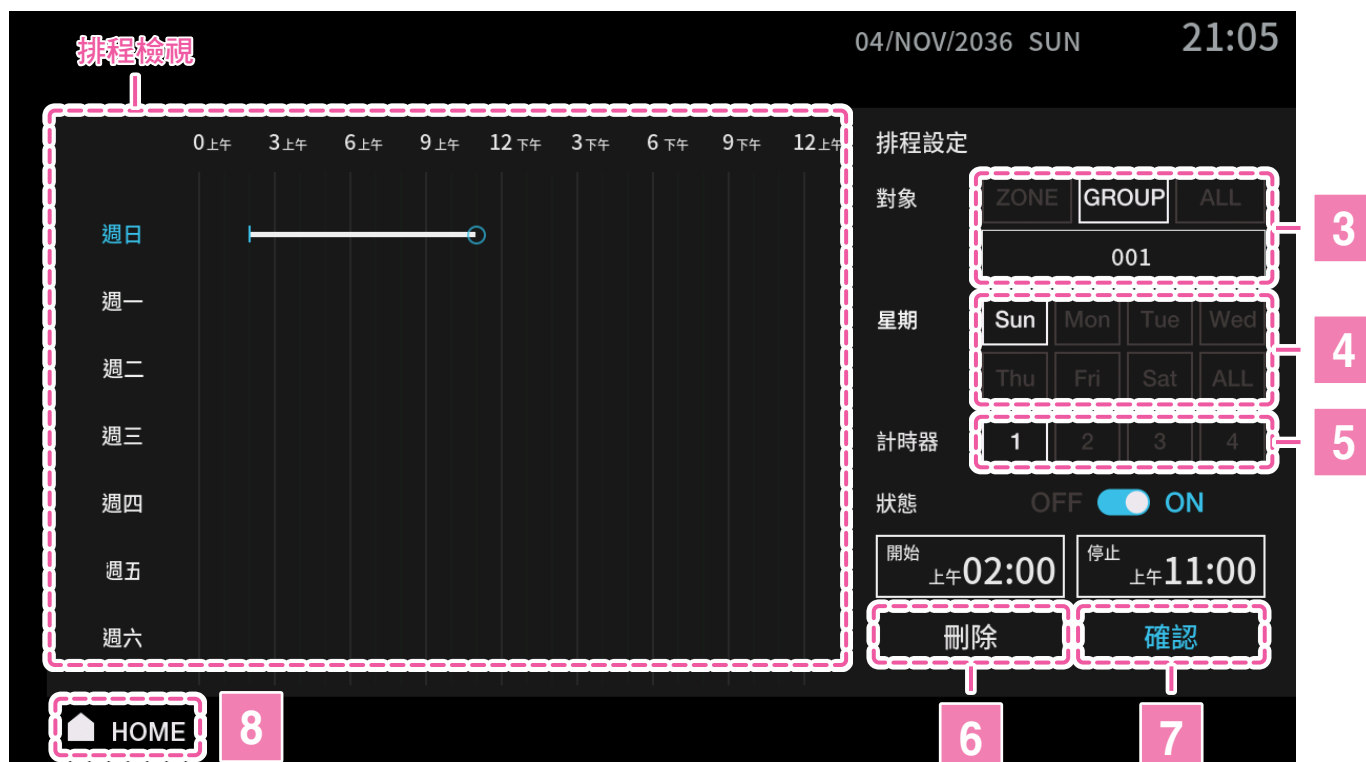 排程檢視
04/NOV/2036 SUN 21:05
0上午 3上午 6上午 9上午 12下午 3下午 6下午 9下午 12上午
週日
週一
週二
週三
週四
週五
週六
排程設定
對象 ZONE GROUP ALL
001
3
星期 Sun Mon Tue Wed
Thu Fri Sat ALL
4
計時器 1 2 3 4
5
狀態 OFF ON
開始 上午02:00 停止 上午11:00
刪除 確認
6 7
HOME 8